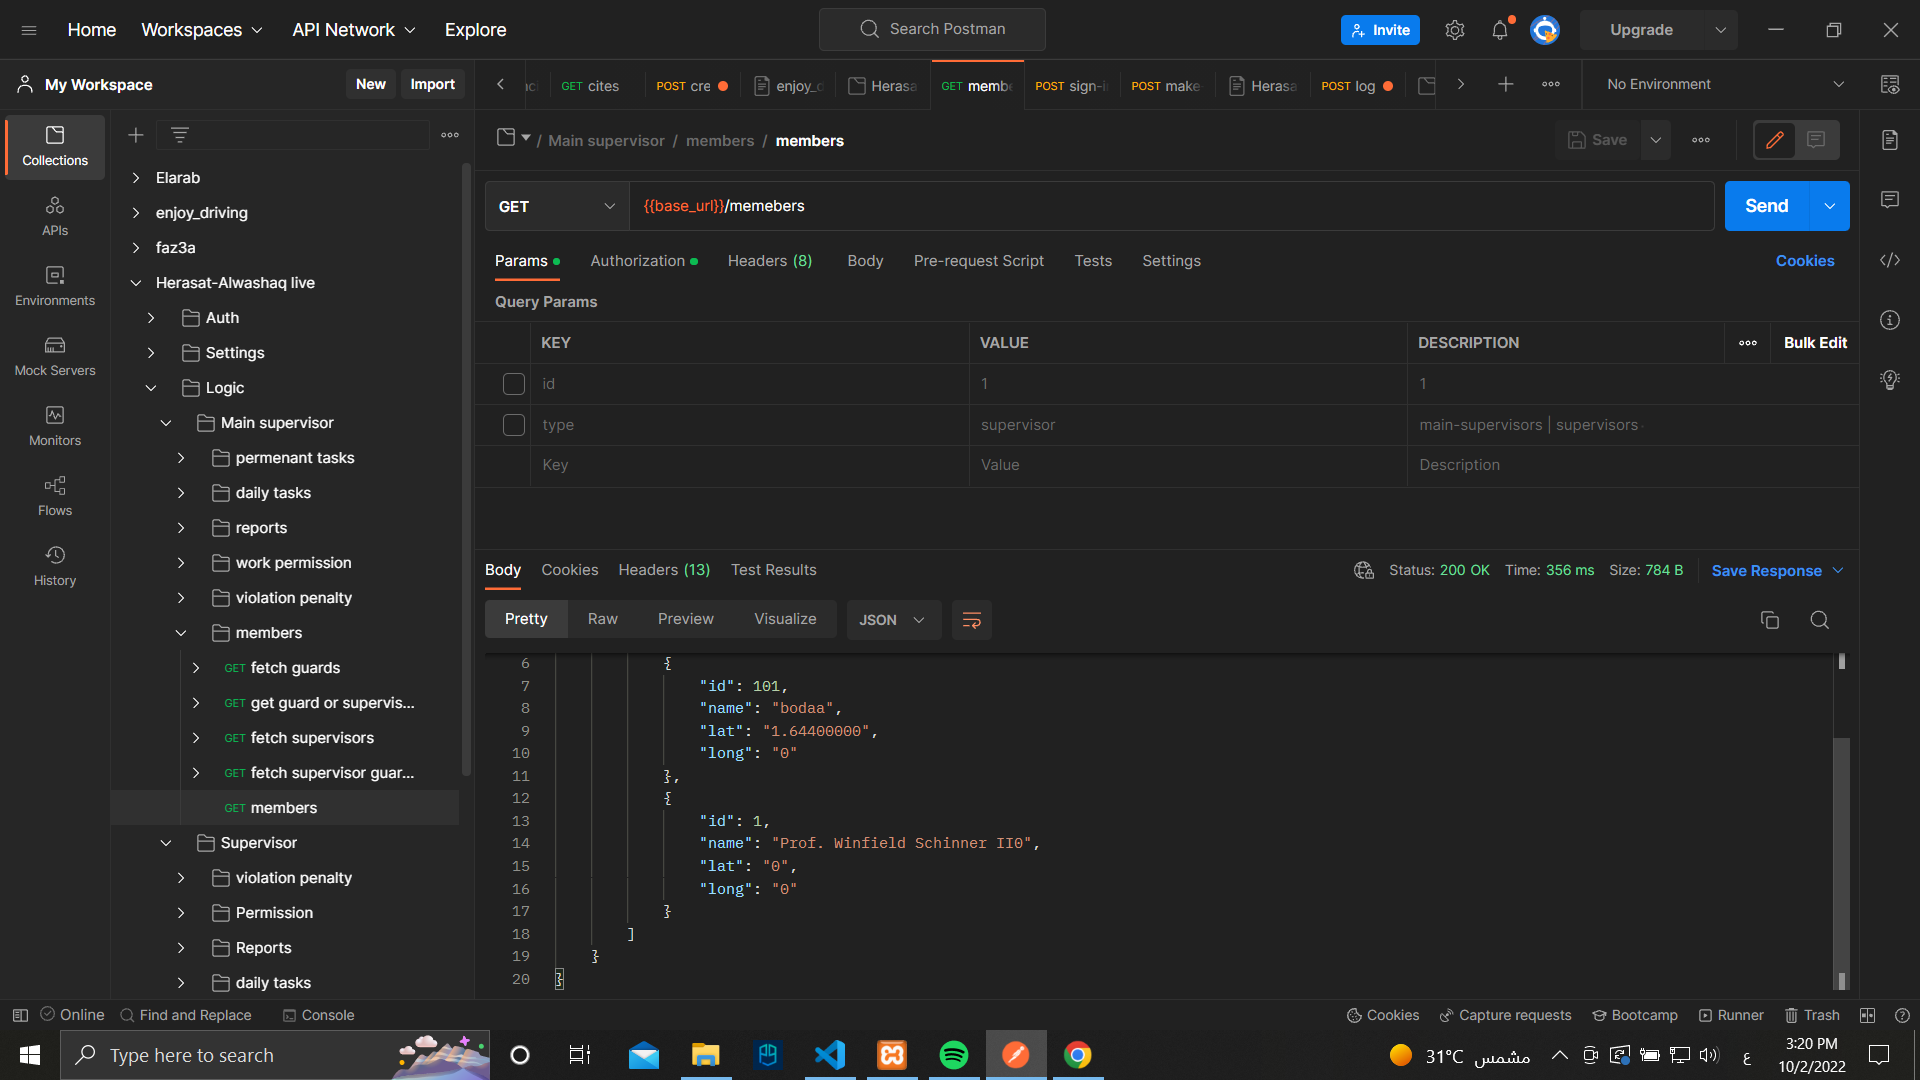 Home
Workspaces
API Network
Explore
Search Postman
Invite
Upgrade
My Workspace
New
Import
GET cites
POST cre
enjoy_d
Herasa
GET membe
POST sign-i
POST make
Herasa
POST log
No Environment
Collections
APIs
Environments
Mock Servers
Monitors
Flows
History
Elarab
enjoy_driving
faz3a
Herasat-Alwashaq live
Auth
Settings
Logic
Main supervisor
permenant tasks
daily tasks
reports
work permission
violation penalty
members
GET fetch guards
GET get guard or supervis...
GET fetch supervisors
GET fetch supervisor guar...
GET members
Supervisor
violation penalty
Permission
Reports
daily tasks
/ Main supervisor / members / members
Save
GET
{{base_url}}/memebers
Send
Params
Authorization
Headers (8)
Body
Pre-request Script
Tests
Settings
Cookies
Query Params
KEY VALUE DESCRIPTION Bulk Edit
id 1 1
type supervisor main-supervisors | supervisors
Key Value Description
Body
Cookies
Headers (13)
Test Results
Status: 200 OK Time: 356 ms Size: 784 B
Save Response
Pretty
Raw
Preview
Visualize
JSON
6 {
7 "id": 101,
8 "name": "bodaa",
9 "lat": "1.64400000",
10 "long": "0"
11 },
12 {
13 "id": 1,
14 "name": "Prof. Winfield Schinner II0",
15 "lat": "0",
16 "long": "0"
17 }
18 ]
19 }
20 }
Online
Find and Replace
Console
Cookies
Capture requests
Bootcamp
Runner
Trash
Type here to search
31°C مشمس
ع
3:20 PM
10/2/2022